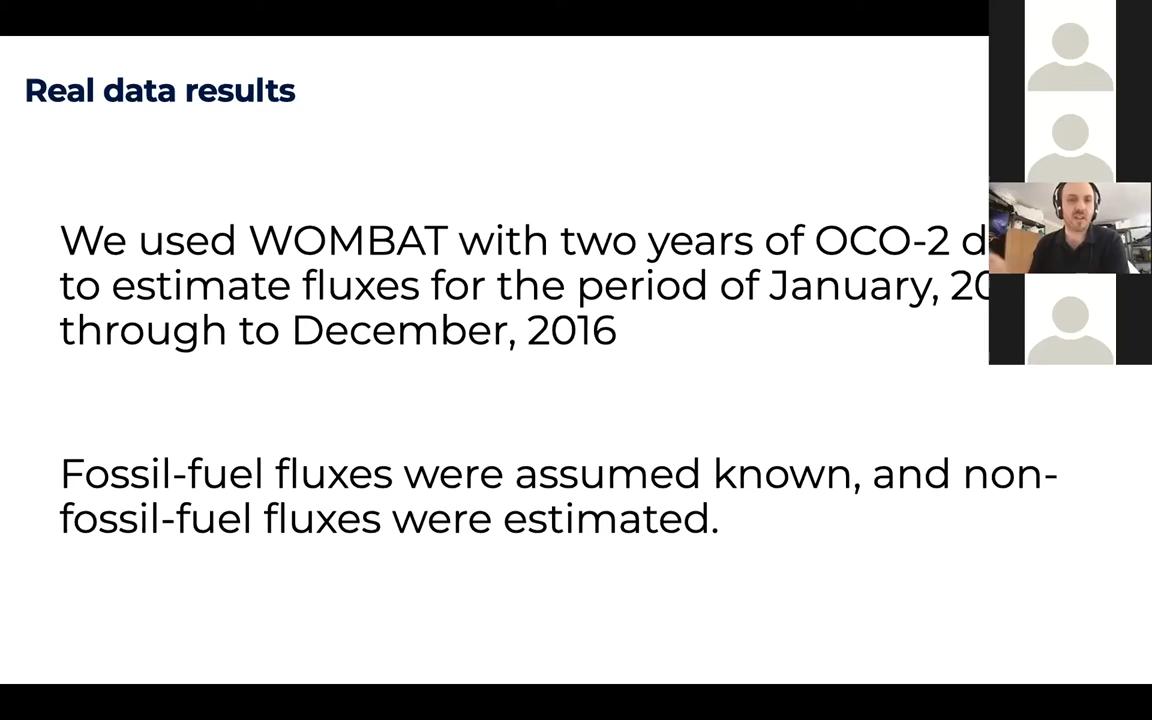 Real data results
We used WOMBAT with two years of OCO-2
to estimate fluxes for the period of January,
through to December, 2016
Fossil-fuel fluxes were assumed known, and non-
fossil-fuel fluxes were estimated.